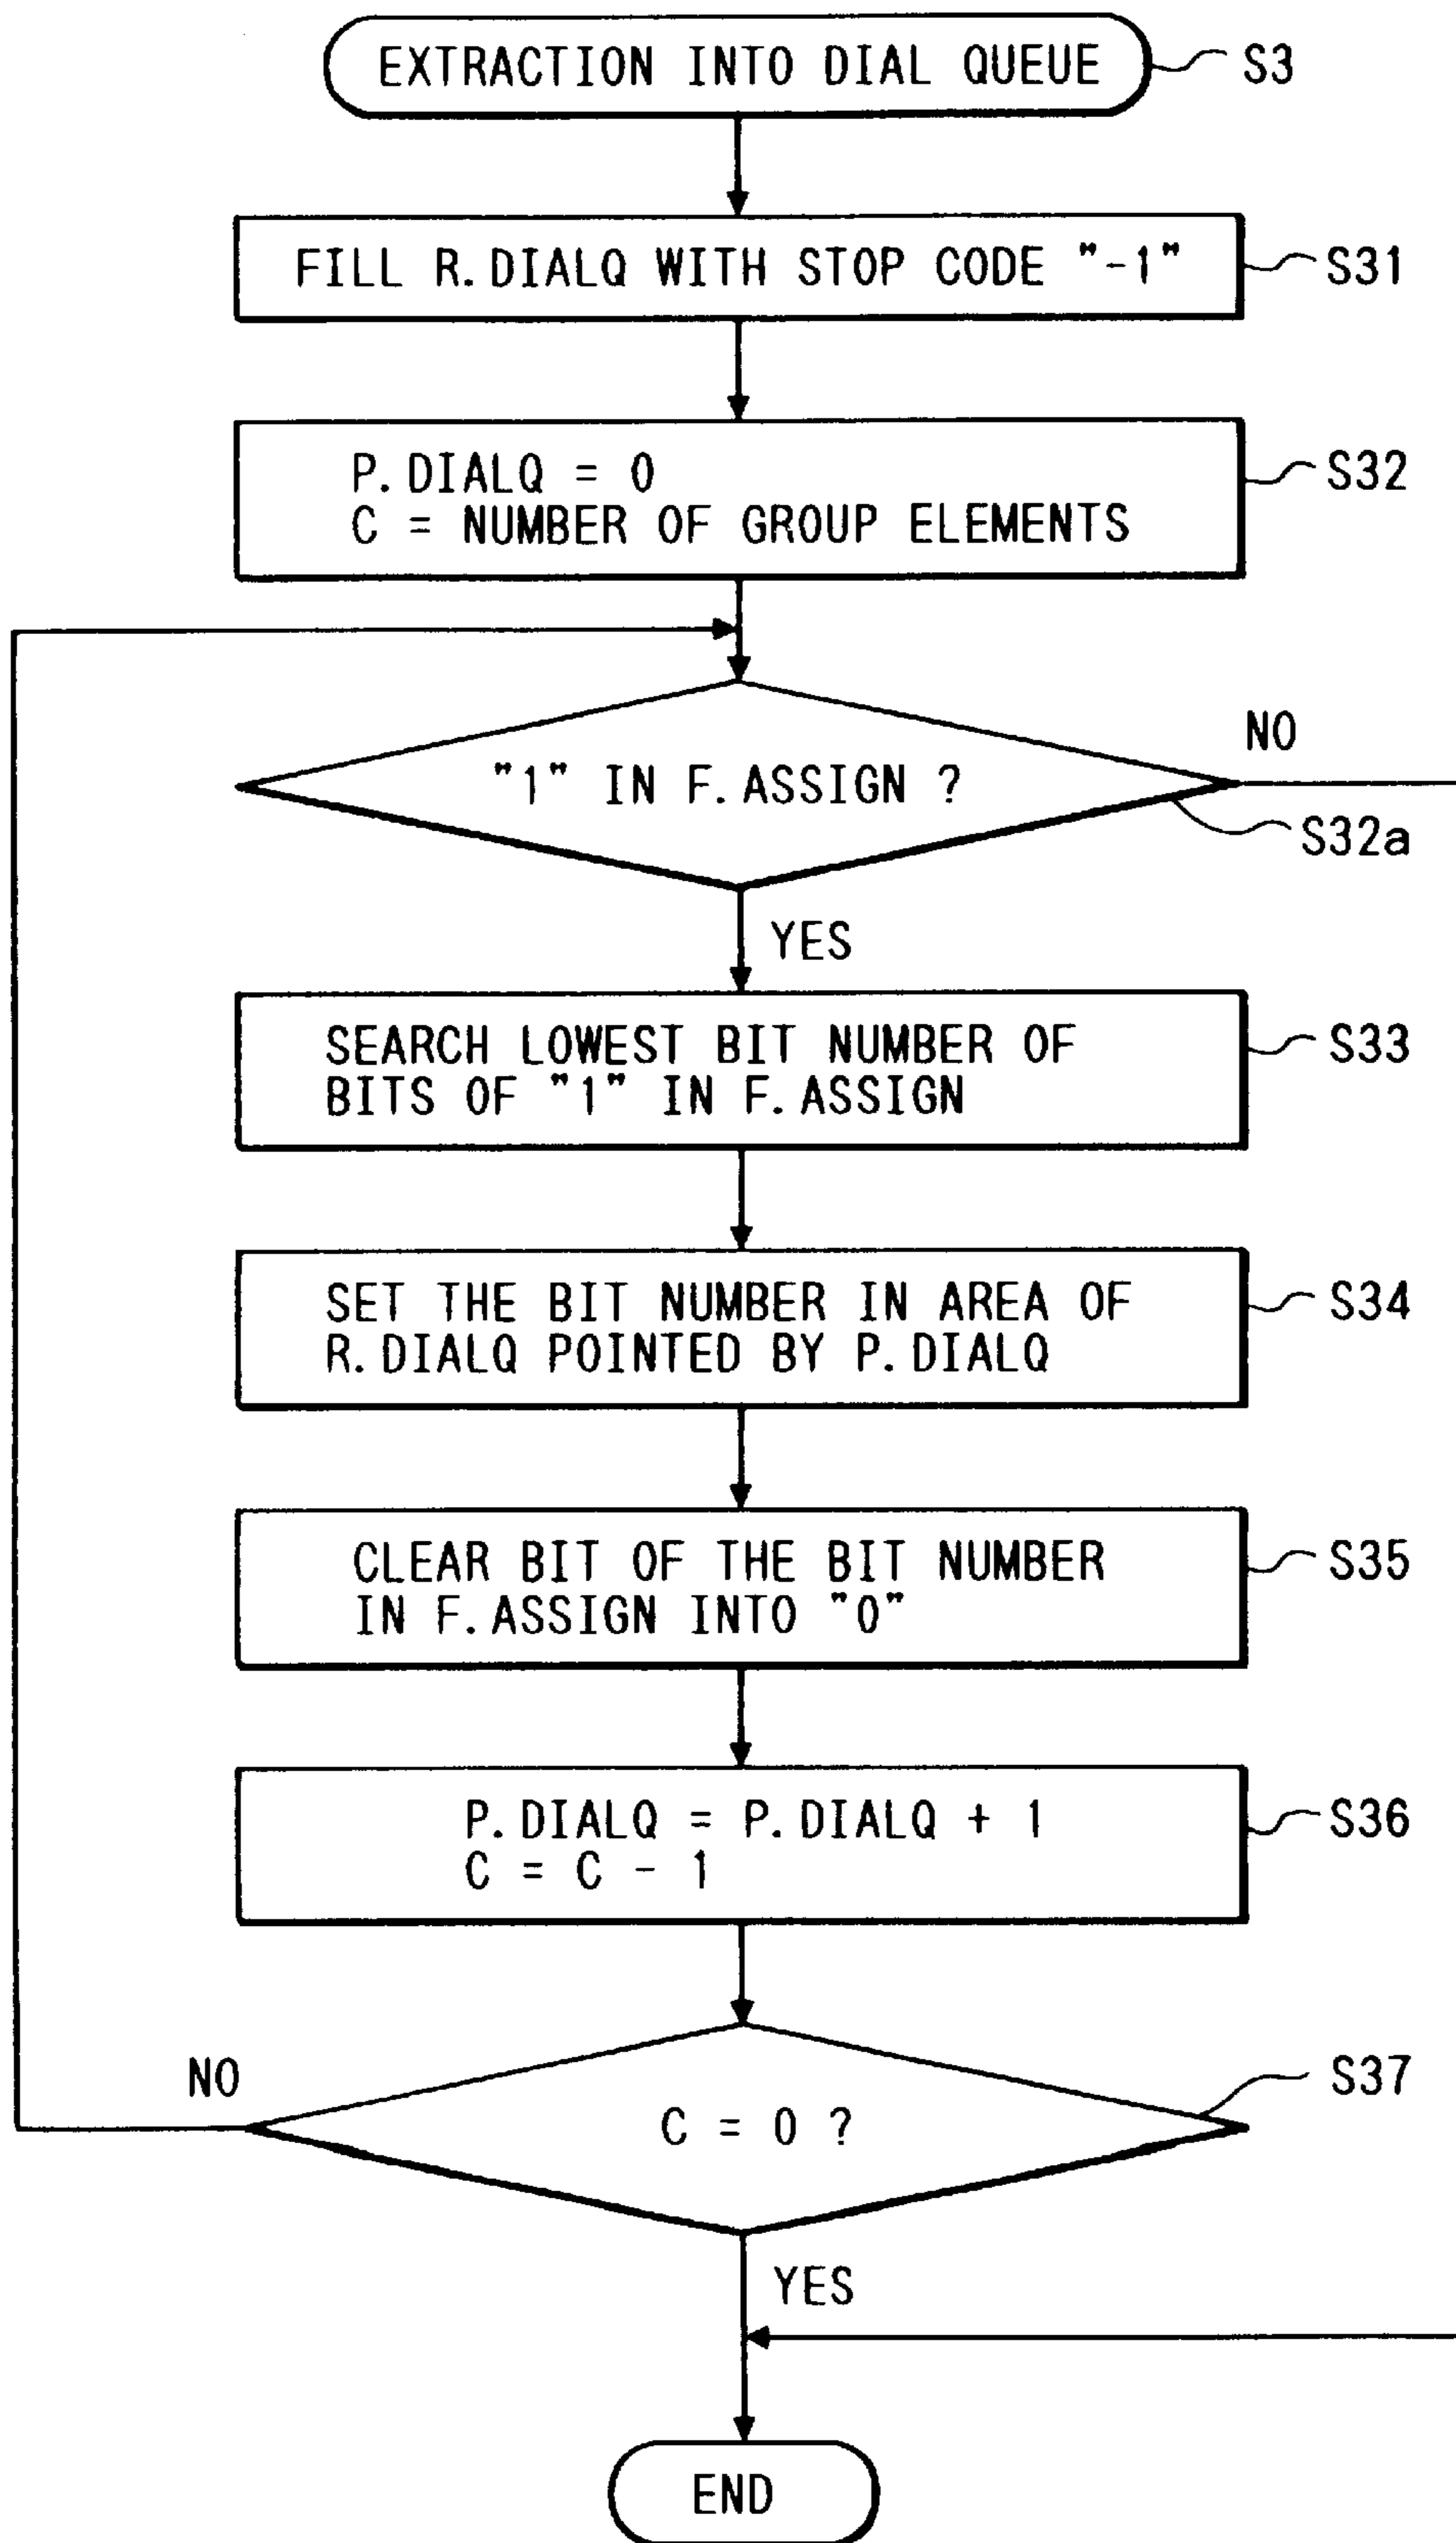 EXTRACTION INTO DIAL QUEUE
S3
FILL R.DIALQ WITH STOP CODE "-1"
S31
P.DIALQ = 0
C = NUMBER OF GROUP ELEMENTS
S32
"1" IN F.ASSIGN ?
NO
S32a
YES
SEARCH LOWEST BIT NUMBER OF
BITS OF "1" IN F.ASSIGN
S33
SET THE BIT NUMBER IN AREA OF
R.DIALQ POINTED BY P.DIALQ
S34
CLEAR BIT OF THE BIT NUMBER
IN F.ASSIGN INTO "0"
S35
P.DIALQ = P.DIALQ + 1
C = C - 1
S36
NO
C = 0 ?
S37
YES
END